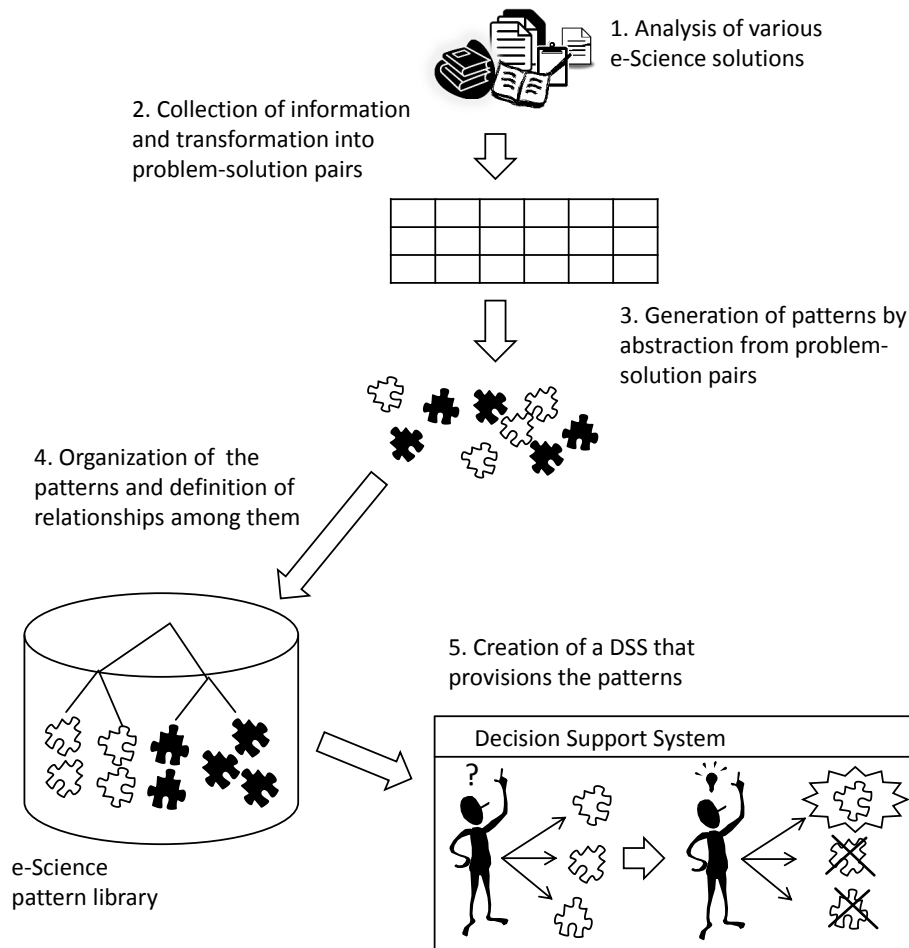 1. Analysis of various
e-Science solutions
2. Collection of information
and transformation into
problem-solution pairs
3. Generation of patterns by
abstraction from problem-
solution pairs
4. Organization of the
patterns and definition of
relationships among them
5. Creation of a DSS that
provisions the patterns
Decision Support System
?
e-Science
pattern library